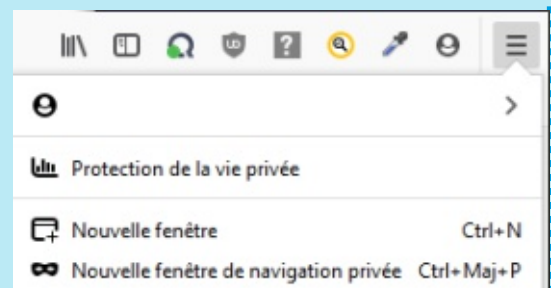 Protection de la vie privée
Nouvelle fenêtre Ctrl+N
Nouvelle fenêtre de navigation privée Ctrl+Maj+P